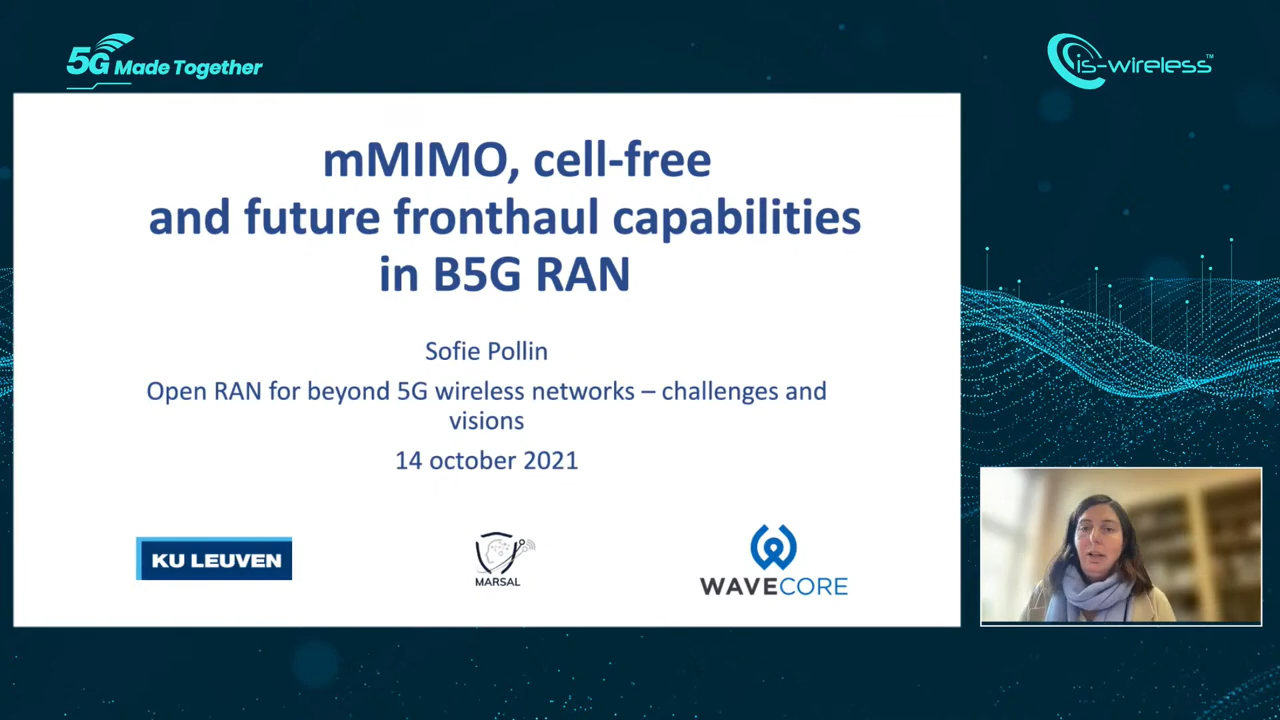 5G Made Together
is-wireless™
mMIMO, cell-free
and future fronthaul capabilities
in B5G RAN
Sofie Pollin
Open RAN for beyond 5G wireless networks – challenges and
visions
14 october 2021
KU LEUVEN
MARSAL
WAVECORE